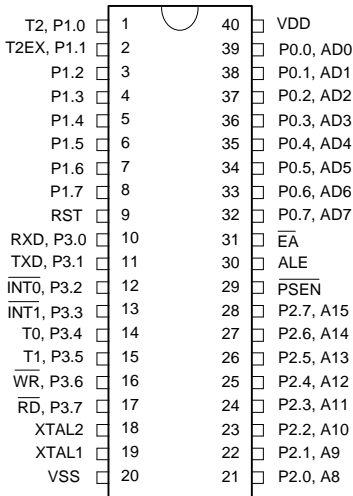 T2, P1.0 1 40 VDD
T2EX, P1.1 2 39 P0.0, AD0
P1.2 3 38 P0.1, AD1
P1.3 4 37 P0.2, AD2
P1.4 5 36 P0.3, AD3
P1.5 6 35 P0.4, AD4
P1.6 7 34 P0.5, AD5
P1.7 8 33 P0.6, AD6
RST 9 32 P0.7, AD7
RXD, P3.0 10 31 E̅A̅
TXD, P3.1 11 30 ALE
I̅N̅T̅0̅, P3.2 12 29 P̅S̅E̅N̅
I̅N̅T̅1̅, P3.3 13 28 P2.7, A15
T0, P3.4 14 27 P2.6, A14
T1, P3.5 15 26 P2.5, A13
W̅R̅, P3.6 16 25 P2.4, A12
R̅D̅, P3.7 17 24 P2.3, A11
XTAL2 18 23 P2.2, A10
XTAL1 19 22 P2.1, A9
VSS 20 21 P2.0, A8